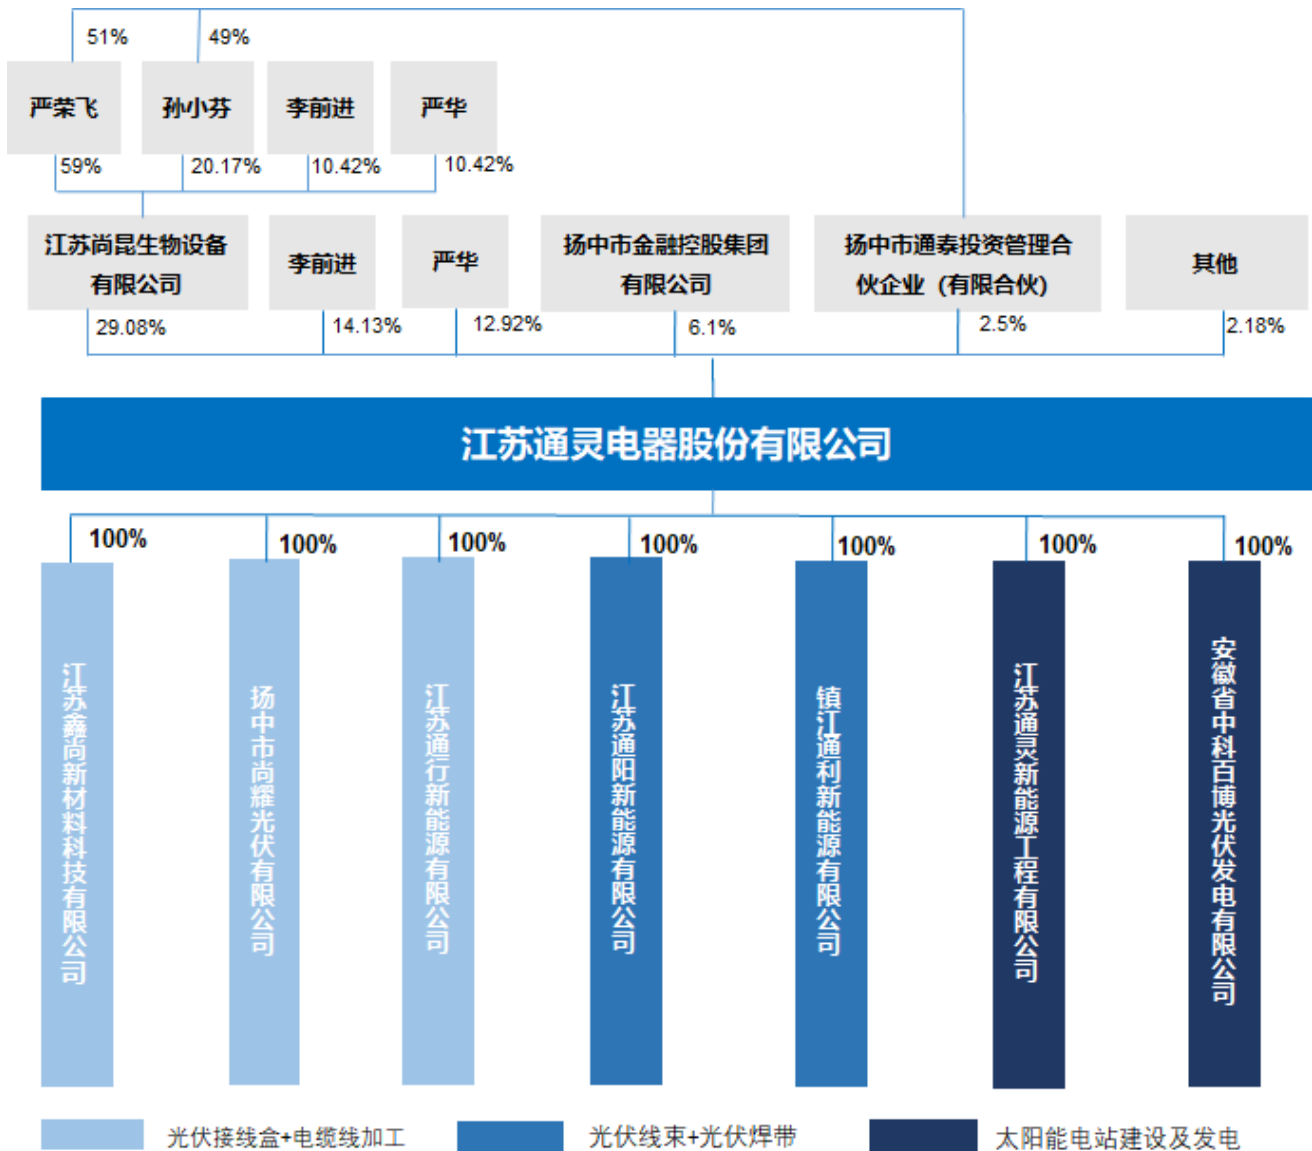 51%
49%
严荣飞
孙小芬
李前进
严华
59%
20.17%
10.42%
10.42%
江苏尚昆生物设备
有限公司
李前进
严华
扬中市金融控股集团
有限公司
扬中市通泰投资管理合
伙企业（有限合伙）
其他
29.08%
14.13%
12.92%
6.1%
2.5%
2.18%
江苏通灵电器股份有限公司
100%
100%
100%
100%
100%
100%
100%
江苏鑫尚新材料科技有限公司
扬中市尚耀光伏有限公司
江苏通行新能源有限公司
江苏通阳新能源有限公司
镇江通利新能源有限公司
江苏通灵新能源工程有限公司
安徽省中科百博光伏发电有限公司
光伏接线盒+电缆线加工
光伏线束+光伏焊带
太阳能电站建设及发电